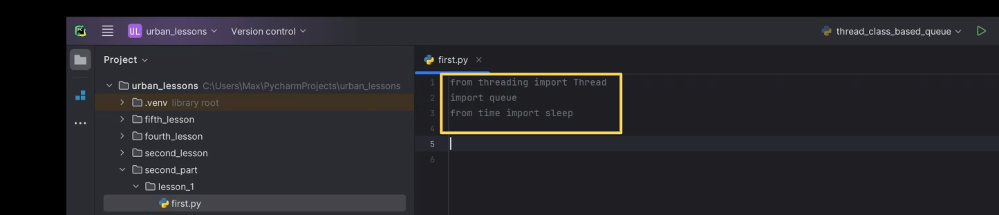 PC
UL urban_lessons Version control
thread_class_based_queue
Project
first.py
urban_lessons C:\Users\Max\PycharmProjects\urban_lessons
.venv library root
fifth_lesson
fourth_lesson
second_lesson
second_part
lesson_1
first.py
1 from threading import Thread
2 import queue
3 from time import sleep
4
5
6